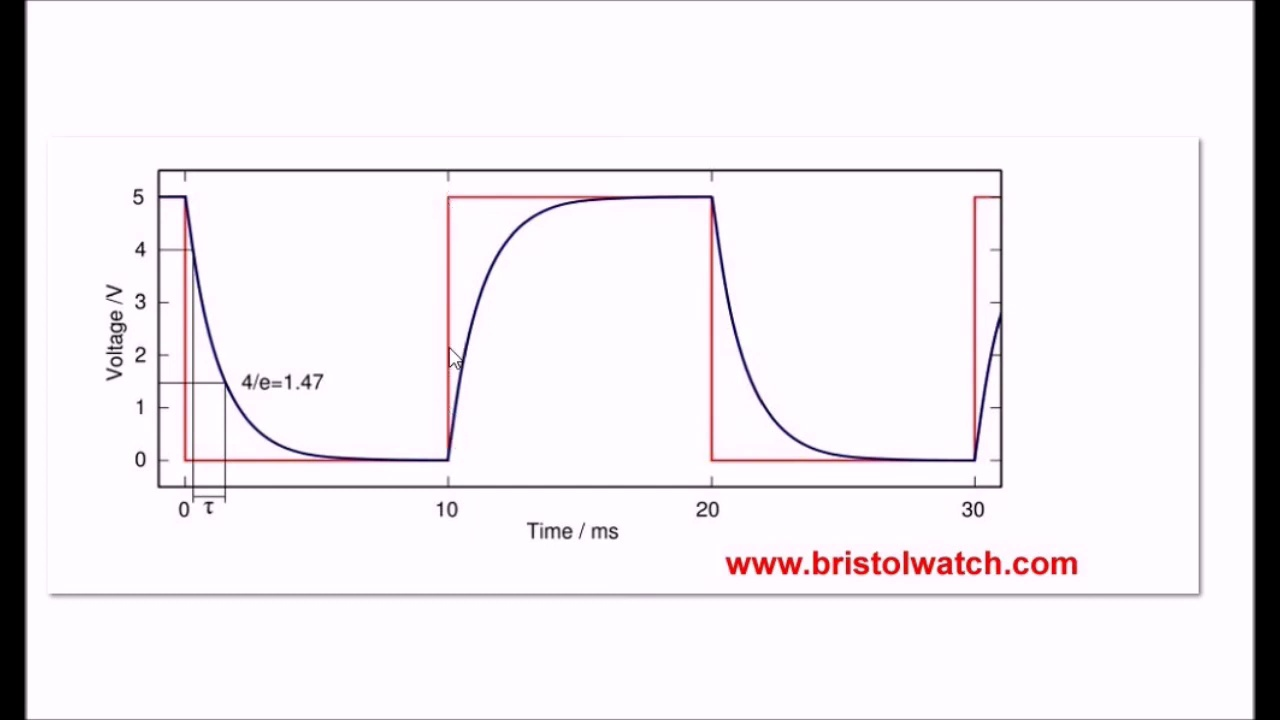 5
4
3
2
1
0
Voltage /V
4/e=1.47
0 τ 10 20 30
Time / ms
www.bristolwatch.com